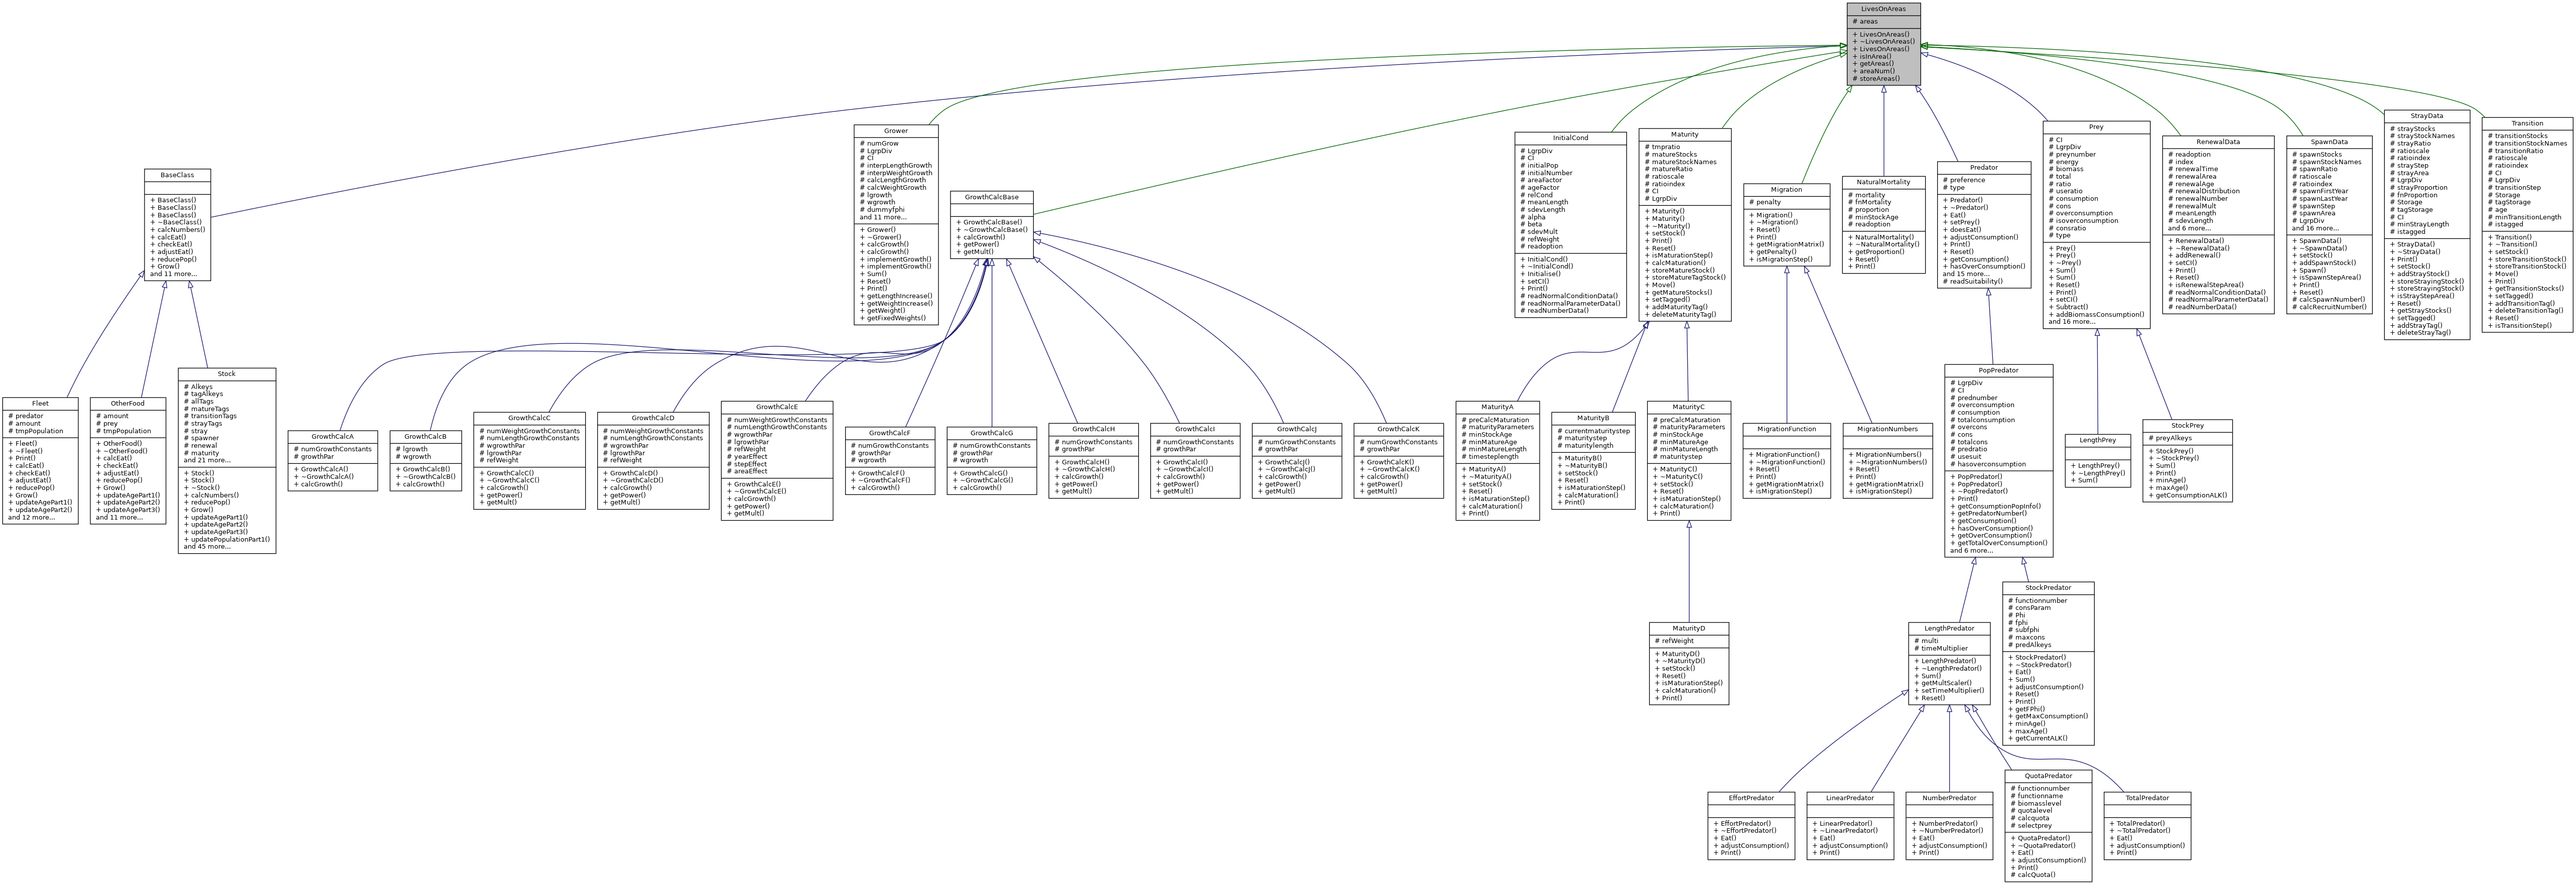 LivesOnAreas
# areas
+ LivesOnAreas()
+ ~LivesOnAreas()
+ LivesOnAreas()
+ isInArea()
+ getAreas()
+ areaNum()
# storeAreas()
BaseClass
+ BaseClass()
+ BaseClass()
+ BaseClass()
+ ~BaseClass()
+ calcNumbers()
+ calcEat()
+ checkEat()
+ adjustEat()
+ reducePop()
+ Grow()
and 11 more...
Grower
# numGrow
# LgrpDiv
# CI
# interpLengthGrowth
# interpWeightGrowth
# calcLengthGrowth
# calcWeightGrowth
# lgrowth
# wgrowth
# dummyfphi
and 11 more...
+ Grower()
+ ~Grower()
+ calcGrowth()
+ calcGrowth()
+ implementGrowth()
+ implementGrowth()
+ Sum()
+ Reset()
+ Print()
+ getLengthIncrease()
+ getWeightIncrease()
+ getWeight()
+ getFixedWeights()
GrowthCalcBase
+ GrowthCalcBase()
+ ~GrowthCalcBase()
+ calcGrowth()
+ getPower()
+ getMult()
InitialCond
# LgrpDiv
# CI
# initialPop
# initialNumber
# areaFactor
# ageFactor
# relCond
# meanLength
# sdevLength
# alpha
# beta
# sdevMult
# refWeight
# readoption
+ InitialCond()
+ ~InitialCond()
+ Initialise()
+ setCI()
+ Print()
# readNormalConditionData()
# readNormalParameterData()
# readNumberData()
Maturity
# tmpratio
# matureStocks
# matureStockNames
# matureRatio
# ratioscale
# ratioindex
# CI
# LgrpDiv
+ Maturity()
+ Maturity()
+ ~Maturity()
+ setStock()
+ Print()
+ Reset()
+ isMaturationStep()
+ calcMaturation()
+ storeMatureStock()
+ storeMatureTagStock()
+ Move()
+ getMatureStocks()
+ setTagged()
+ addMaturityTag()
+ deleteMaturityTag()
Migration
# penalty
+ Migration()
+ ~Migration()
+ Reset()
+ Print()
+ getMigrationMatrix()
+ getPenalty()
+ isMigrationStep()
NaturalMortality
# mortality
# fnMortality
# proportion
# minStockAge
# readoption
+ NaturalMortality()
+ ~NaturalMortality()
+ getProportion()
+ Reset()
+ Print()
Predator
# preference
# type
+ Predator()
+ ~Predator()
+ Eat()
+ setPrey()
+ doesEat()
+ adjustConsumption()
+ Print()
+ Reset()
+ getConsumption()
+ hasOverConsumption()
and 15 more...
# readSuitability()
Prey
# CI
# LgrpDiv
# preynumber
# energy
# biomass
# total
# ratio
# useratio
# consumption
# cons
# overconsumption
# isoverconsumption
# consratio
# type
+ Prey()
+ Prey()
+ ~Prey()
+ Sum()
+ Sum()
+ Reset()
+ Print()
+ setCI()
+ Subtract()
+ addBiomassConsumption()
and 16 more...
RenewalData
# readoption
# index
# renewalTime
# renewalArea
# renewalAge
# renewalDistribution
# renewalNumber
# renewalMult
# meanLength
# sdevLength
and 6 more...
+ RenewalData()
+ ~RenewalData()
+ addRenewal()
+ setCI()
+ Print()
+ Reset()
+ isRenewalStepArea()
# readNormalConditionData()
# readNormalParameterData()
# readNumberData()
SpawnData
# spawnStocks
# spawnStockNames
# spawnRatio
# ratioscale
# ratioindex
# spawnFirstYear
# spawnLastYear
# spawnStep
# spawnArea
# LgrpDiv
and 16 more...
+ SpawnData()
+ ~SpawnData()
+ setStock()
+ addSpawnStock()
+ Spawn()
+ isSpawnStepArea()
+ Print()
+ Reset()
# calcSpawnNumber()
# calcRecruitNumber()
StrayData
# strayStocks
# strayStockNames
# strayRatio
# ratioscale
# ratioindex
# strayStep
# strayArea
# LgrpDiv
# strayProportion
# fnProportion
# Storage
# tagStorage
# CI
# minStrayLength
# istagged
+ StrayData()
+ ~StrayData()
+ Print()
+ setStock()
+ addStrayStock()
+ storeStrayingStock()
+ storeStrayingStock()
+ isStrayStepArea()
+ Reset()
+ getStrayStocks()
+ setTagged()
+ addStrayTag()
+ deleteStrayTag()
Transition
# transitionStocks
# transitionStockNames
# transitionRatio
# ratioscale
# ratioindex
# CI
# LgrpDiv
# transitionStep
# Storage
# tagStorage
# age
# minTransitionLength
# istagged
+ Transition()
+ ~Transition()
+ setStock()
+ storeTransitionStock()
+ storeTransitionStock()
+ Move()
+ Print()
+ getTransitionStocks()
+ setTagged()
+ addTransitionTag()
+ deleteTransitionTag()
+ Reset()
+ isTransitionStep()
Fleet
# predator
# amount
# tmpPopulation
+ Fleet()
+ ~Fleet()
+ Print()
+ calcEat()
+ checkEat()
+ adjustEat()
+ reducePop()
+ Grow()
+ updateAgePart1()
+ updateAgePart2()
and 12 more...
OtherFood
# amount
# prey
# tmpPopulation
+ OtherFood()
+ ~OtherFood()
+ calcEat()
+ checkEat()
+ adjustEat()
+ reducePop()
+ Grow()
+ updateAgePart1()
+ updateAgePart2()
+ updateAgePart3()
and 11 more...
Stock
# Alkeys
# tagAlkeys
# allTags
# matureTags
# transitionTags
# strayTags
# stray
# spawner
# renewal
# maturity
and 21 more...
+ Stock()
+ Stock()
+ ~Stock()
+ calcNumbers()
+ reducePop()
+ Grow()
+ updateAgePart1()
+ updateAgePart2()
+ updateAgePart3()
+ updatePopulationPart1()
and 45 more...
GrowthCalcA
# numGrowthConstants
# growthPar
+ GrowthCalcA()
+ ~GrowthCalcA()
+ calcGrowth()
GrowthCalcB
# lgrowth
# wgrowth
+ GrowthCalcB()
+ ~GrowthCalcB()
+ calcGrowth()
GrowthCalcC
# numWeightGrowthConstants
# numLengthGrowthConstants
# wgrowthPar
# lgrowthPar
# refWeight
+ GrowthCalcC()
+ ~GrowthCalcC()
+ calcGrowth()
+ getPower()
+ getMult()
GrowthCalcD
# numWeightGrowthConstants
# numLengthGrowthConstants
# wgrowthPar
# lgrowthPar
# refWeight
+ GrowthCalcD()
+ ~GrowthCalcD()
+ calcGrowth()
+ getPower()
+ getMult()
GrowthCalcE
# numWeightGrowthConstants
# numLengthGrowthConstants
# wgrowthPar
# lgrowthPar
# refWeight
# yearEffect
# stepEffect
# areaEffect
+ GrowthCalcE()
+ ~GrowthCalcE()
+ calcGrowth()
+ getPower()
+ getMult()
GrowthCalcF
# numGrowthConstants
# growthPar
# wgrowth
+ GrowthCalcF()
+ ~GrowthCalcF()
+ calcGrowth()
GrowthCalcG
# numGrowthConstants
# growthPar
# wgrowth
+ GrowthCalcG()
+ ~GrowthCalcG()
+ calcGrowth()
GrowthCalcH
# numGrowthConstants
# growthPar
+ GrowthCalcH()
+ ~GrowthCalcH()
+ calcGrowth()
+ getPower()
+ getMult()
GrowthCalcI
# numGrowthConstants
# growthPar
+ GrowthCalcI()
+ ~GrowthCalcI()
+ calcGrowth()
+ getPower()
+ getMult()
GrowthCalcJ
# numGrowthConstants
# growthPar
+ GrowthCalcJ()
+ ~GrowthCalcJ()
+ calcGrowth()
+ getPower()
+ getMult()
GrowthCalcK
# numGrowthConstants
# growthPar
+ GrowthCalcK()
+ ~GrowthCalcK()
+ calcGrowth()
+ getPower()
+ getMult()
MaturityA
# preCalcMaturation
# maturityParameters
# minStockAge
# minMatureAge
# minMatureLength
# timesteplength
+ MaturityA()
+ ~MaturityA()
+ setStock()
+ Reset()
+ isMaturationStep()
+ calcMaturation()
+ Print()
MaturityB
# currentmaturitystep
# maturitystep
# maturitylength
+ MaturityB()
+ ~MaturityB()
+ setStock()
+ Reset()
+ isMaturationStep()
+ calcMaturation()
+ Print()
MaturityC
# preCalcMaturation
# maturityParameters
# minStockAge
# minMatureAge
# minMatureLength
# maturitystep
+ MaturityC()
+ ~MaturityC()
+ setStock()
+ Reset()
+ isMaturationStep()
+ calcMaturation()
+ Print()
MigrationFunction
+ MigrationFunction()
+ ~MigrationFunction()
+ Reset()
+ Print()
+ getMigrationMatrix()
+ isMigrationStep()
MigrationNumbers
+ MigrationNumbers()
+ ~MigrationNumbers()
+ Reset()
+ Print()
+ getMigrationMatrix()
+ isMigrationStep()
PopPredator
# LgrpDiv
# CI
# prednumber
# overconsumption
# consumption
# totalconsumption
# overcons
# cons
# totalcons
# predratio
# usesuit
# hasoverconsumption
+ PopPredator()
+ PopPredator()
+ ~PopPredator()
+ Print()
+ getConsumptionPopInfo()
+ getPredatorNumber()
+ getConsumption()
+ hasOverConsumption()
+ getOverConsumption()
+ getTotalOverConsumption()
and 6 more...
LengthPrey
+ LengthPrey()
+ ~LengthPrey()
+ Sum()
StockPrey
# preyAlkeys
+ StockPrey()
+ ~StockPrey()
+ Sum()
+ Print()
+ minAge()
+ maxAge()
+ getConsumptionALK()
MaturityD
# refWeight
+ MaturityD()
+ ~MaturityD()
+ setStock()
+ Reset()
+ isMaturationStep()
+ calcMaturation()
+ Print()
LengthPredator
# multi
# timeMultiplier
+ LengthPredator()
+ ~LengthPredator()
+ Sum()
+ getMultScaler()
+ setTimeMultiplier()
+ Reset()
StockPredator
# functionnumber
# consParam
# Phi
# fphi
# subfphi
# maxcons
# predAlkeys
+ StockPredator()
+ ~StockPredator()
+ Eat()
+ Sum()
+ adjustConsumption()
+ Reset()
+ Print()
+ getFPhi()
+ getMaxConsumption()
+ minAge()
+ maxAge()
+ getCurrentALK()
EffortPredator
+ EffortPredator()
+ ~EffortPredator()
+ Eat()
+ adjustConsumption()
+ Print()
LinearPredator
+ LinearPredator()
+ ~LinearPredator()
+ Eat()
+ adjustConsumption()
+ Print()
NumberPredator
+ NumberPredator()
+ ~NumberPredator()
+ Eat()
+ adjustConsumption()
+ Print()
QuotaPredator
# functionnumber
# functionname
# biomasslevel
# quotalevel
# calcquota
# selectprey
+ QuotaPredator()
+ ~QuotaPredator()
+ Eat()
+ adjustConsumption()
+ Print()
# calcQuota()
TotalPredator
+ TotalPredator()
+ ~TotalPredator()
+ Eat()
+ adjustConsumption()
+ Print()